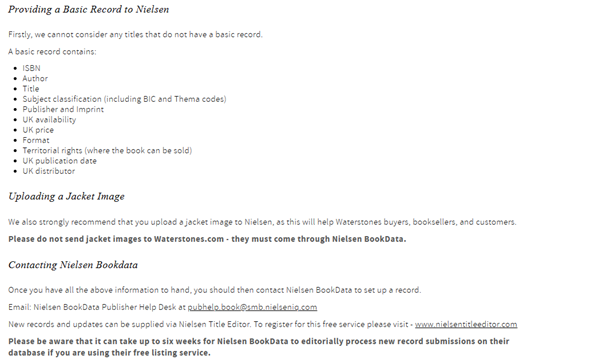 Providing a Basic Record to Nielsen
Firstly, we cannot consider any titles that do not have a basic record.
A basic record contains:
• ISBN
• Author
• Title
• Subject classification (including BIC and Thema codes)
• Publisher and Imprint
• UK availability
• UK price
• Format
• Territorial rights (where the book can be sold)
• UK publication date
• UK distributor
Uploading a Jacket Image
We also strongly recommend that you upload a jacket image to Nielsen, as this will help Waterstones buyers, booksellers, and customers.
Please do not send jacket images to Waterstones.com - they must come through Nielsen BookData.
Contacting Nielsen Bookdata
Once you have all the above information to hand, you should then contact Nielsen BookData to set up a record.
Email: Nielsen BookData Publisher Help Desk at pubhelp.book@smb.nielseniq.com
New records and updates can be supplied via Nielsen Title Editor. To register for this free service please visit - www.nielsentitleeditor.com
Please be aware that it can take up to six weeks for Nielsen BookData to editorially process new record submissions on their
database if you are using their free listing service.